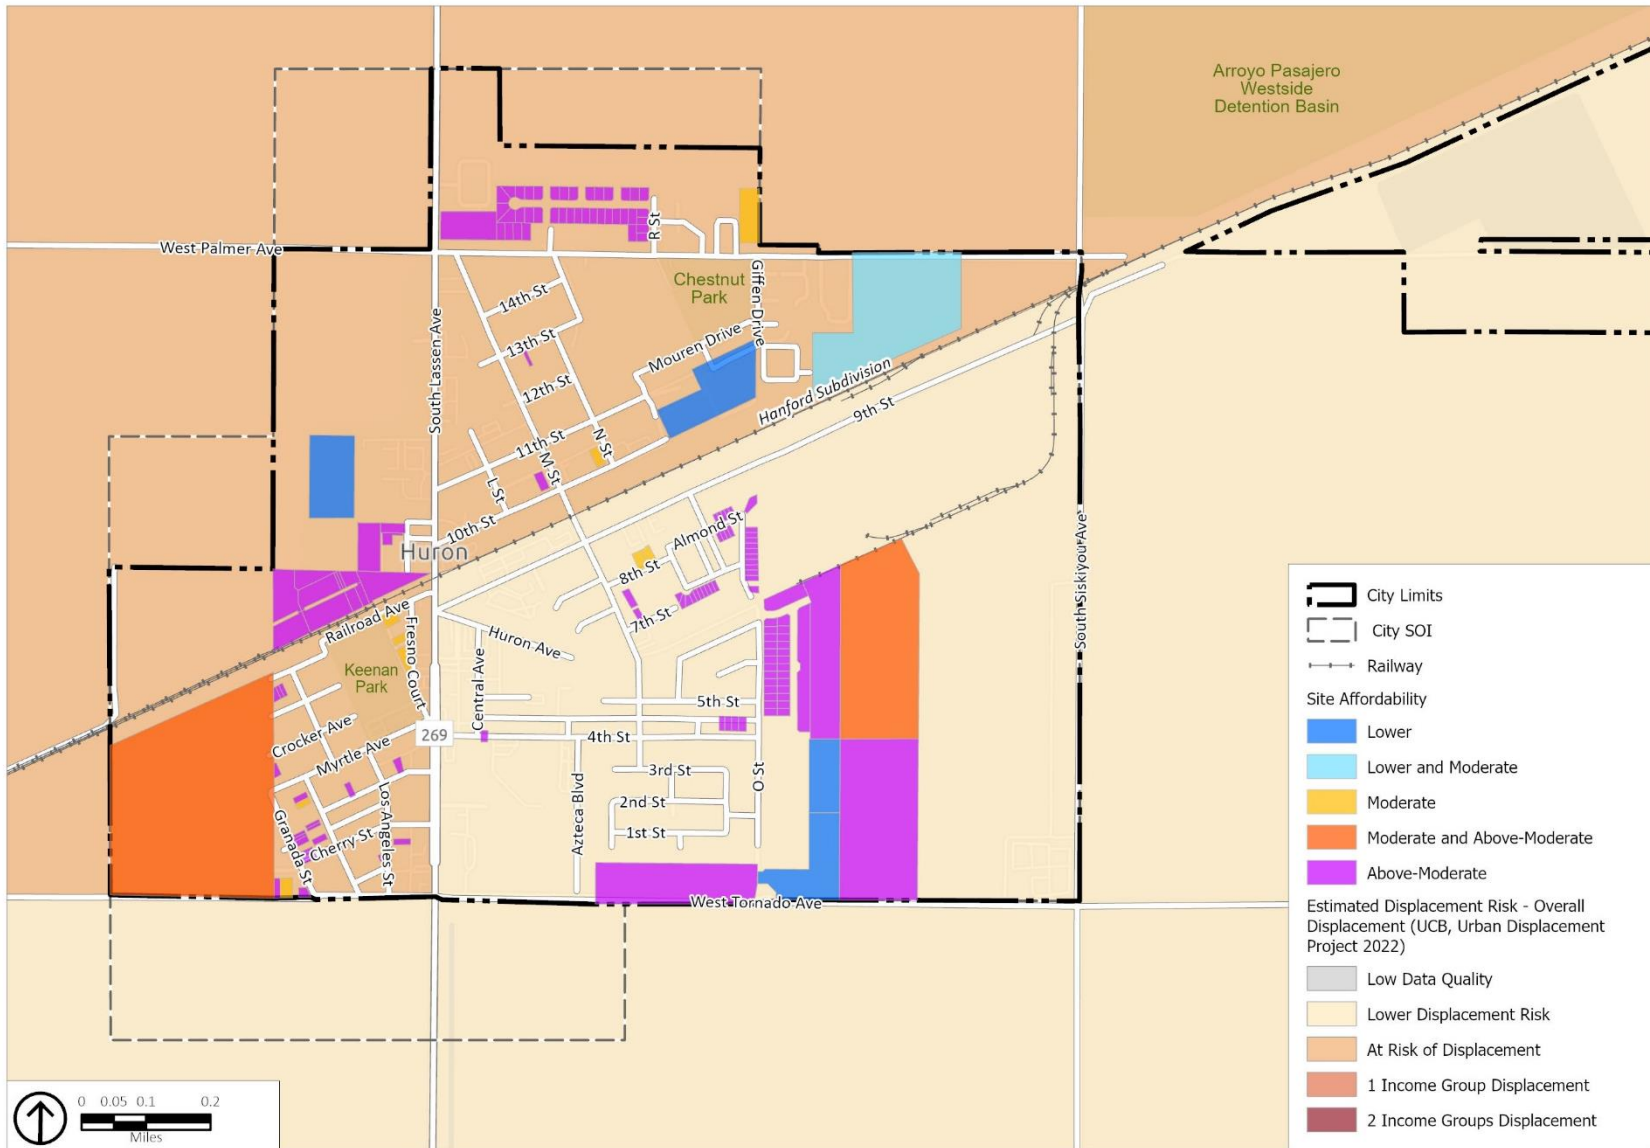 Arroyo Pasajero
Westside
Detention Basin
West Palmer Ave
R St
Chestnut
Park
Giffen Drive
14th St
13th St
12th St
11th St
Mouren Drive
South Lassen Ave
N St
M St
L St
10th St
Hanford Subdivision
9th St
Huron
Almond St
8th St
7th St
Railroad Ave
Fresno Court
Huron Ave
Keenan
Park
Central Ave
South Siskiyou Ave
5th St
269
4th St
Crocker Ave
Myrtle Ave
3rd St
2nd St
1st St
O St
Azteca Blvd
Los Angeles St
Granada St
Cherry St
West Tornado Ave
City Limits
City SOI
Railway
Site Affordability
Lower
Lower and Moderate
Moderate
Moderate and Above-Moderate
Above-Moderate
Estimated Displacement Risk - Overall
Displacement (UCB, Urban Displacement
Project 2022)
Low Data Quality
Lower Displacement Risk
At Risk of Displacement
1 Income Group Displacement
2 Income Groups Displacement
0 0.05 0.1 0.2
Miles